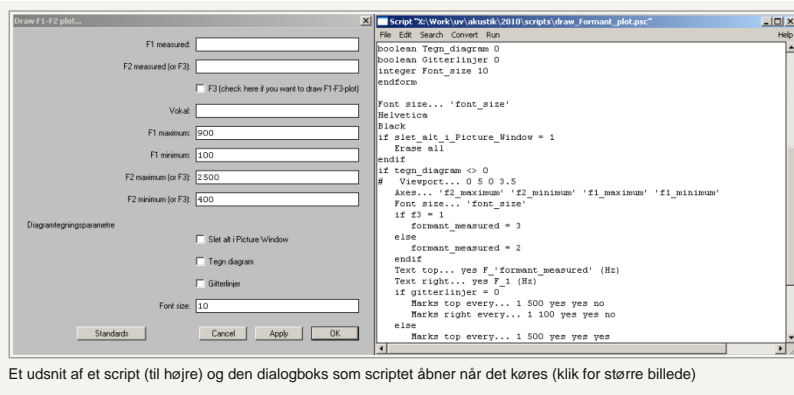 Draw F1-F2 plot...
F1 measured:
F2 measured (or F3):
F3 (check here if you want to draw F1-F3-plot)
Vokal:
F1 maximum: 900
F1 minimum: 100
F2 maximum (or F3): 2500
F2 minimum (or F3): 400
Diagramtegningsparametre
Slet alt i Picture Window
Tegn diagram
Gitterlinjer
Font size: 10
Standards Cancel Apply OK
Script "X:\Work\uv\akustik\2010\scripts\draw_Formant_plot.psc"
File Edit Search Convert Run Help
boolean Tegn_diagram 0
boolean Gitterlinjer 0
integer Font_size 10
endform
Font size... 'font_size'
Helvetica
Black
if slet_alt_i_Picture_Window = 1
Erase all
endif
if tegn_diagram <> 0
# Viewport... 0 5 0 3.5
Axes... 'f2_maximum' 'f2_minimum' 'f1_maximum' 'f1_minimum'
Font size... 'font_size'
if f3 = 1
formant_measured = 3
else
formant_measured = 2
endif
Text top... yes F_'formant_measured' (Hz)
Text right... yes F_1 (Hz)
if gitterlinjer = 0
Marks top every... 1 500 yes yes no
Marks right every... 1 100 yes yes no
else
Marks top every... 1 500 yes yes yes
Et udsnit af et script (til højre) og den dialogboks som scriptet åbner når det køres (klik for større billede)